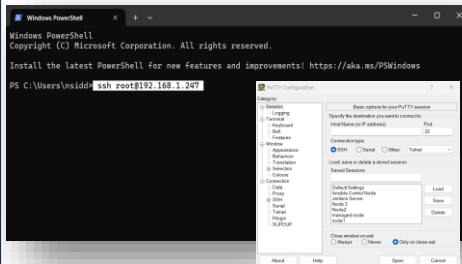 Windows PowerShell
Windows PowerShell
Copyright (C) Microsoft Corporation. All rights reserved.
Install the latest PowerShell for new features and improvements! https://aka.ms/PSWindows
PS C:\Users\nsidd> ssh root@192.168.1.247
PuTTY Configuration
Category:
Session
Logging
Terminal
Keyboard
Bell
Features
Window
Appearance
Behaviour
Translation
Selection
Colours
Connection
Data
Proxy
SSH
Serial
Telnet
Rlogin
SUPDUP
Basic options for your PuTTY session
Specify the destination you want to connect to
Host Name (or IP address)
Port
22
Connection type:
SSH
Serial
Other:
Telnet
Load, save or delete a stored session
Saved Sessions
Default Settings
Ansible Control Node
Jenkins Server
Node 3
Node2
managed node
node1
Load
Save
Delete
Close window on exit:
Always
Never
Only on clean exit
About
Help
Open
Cancel